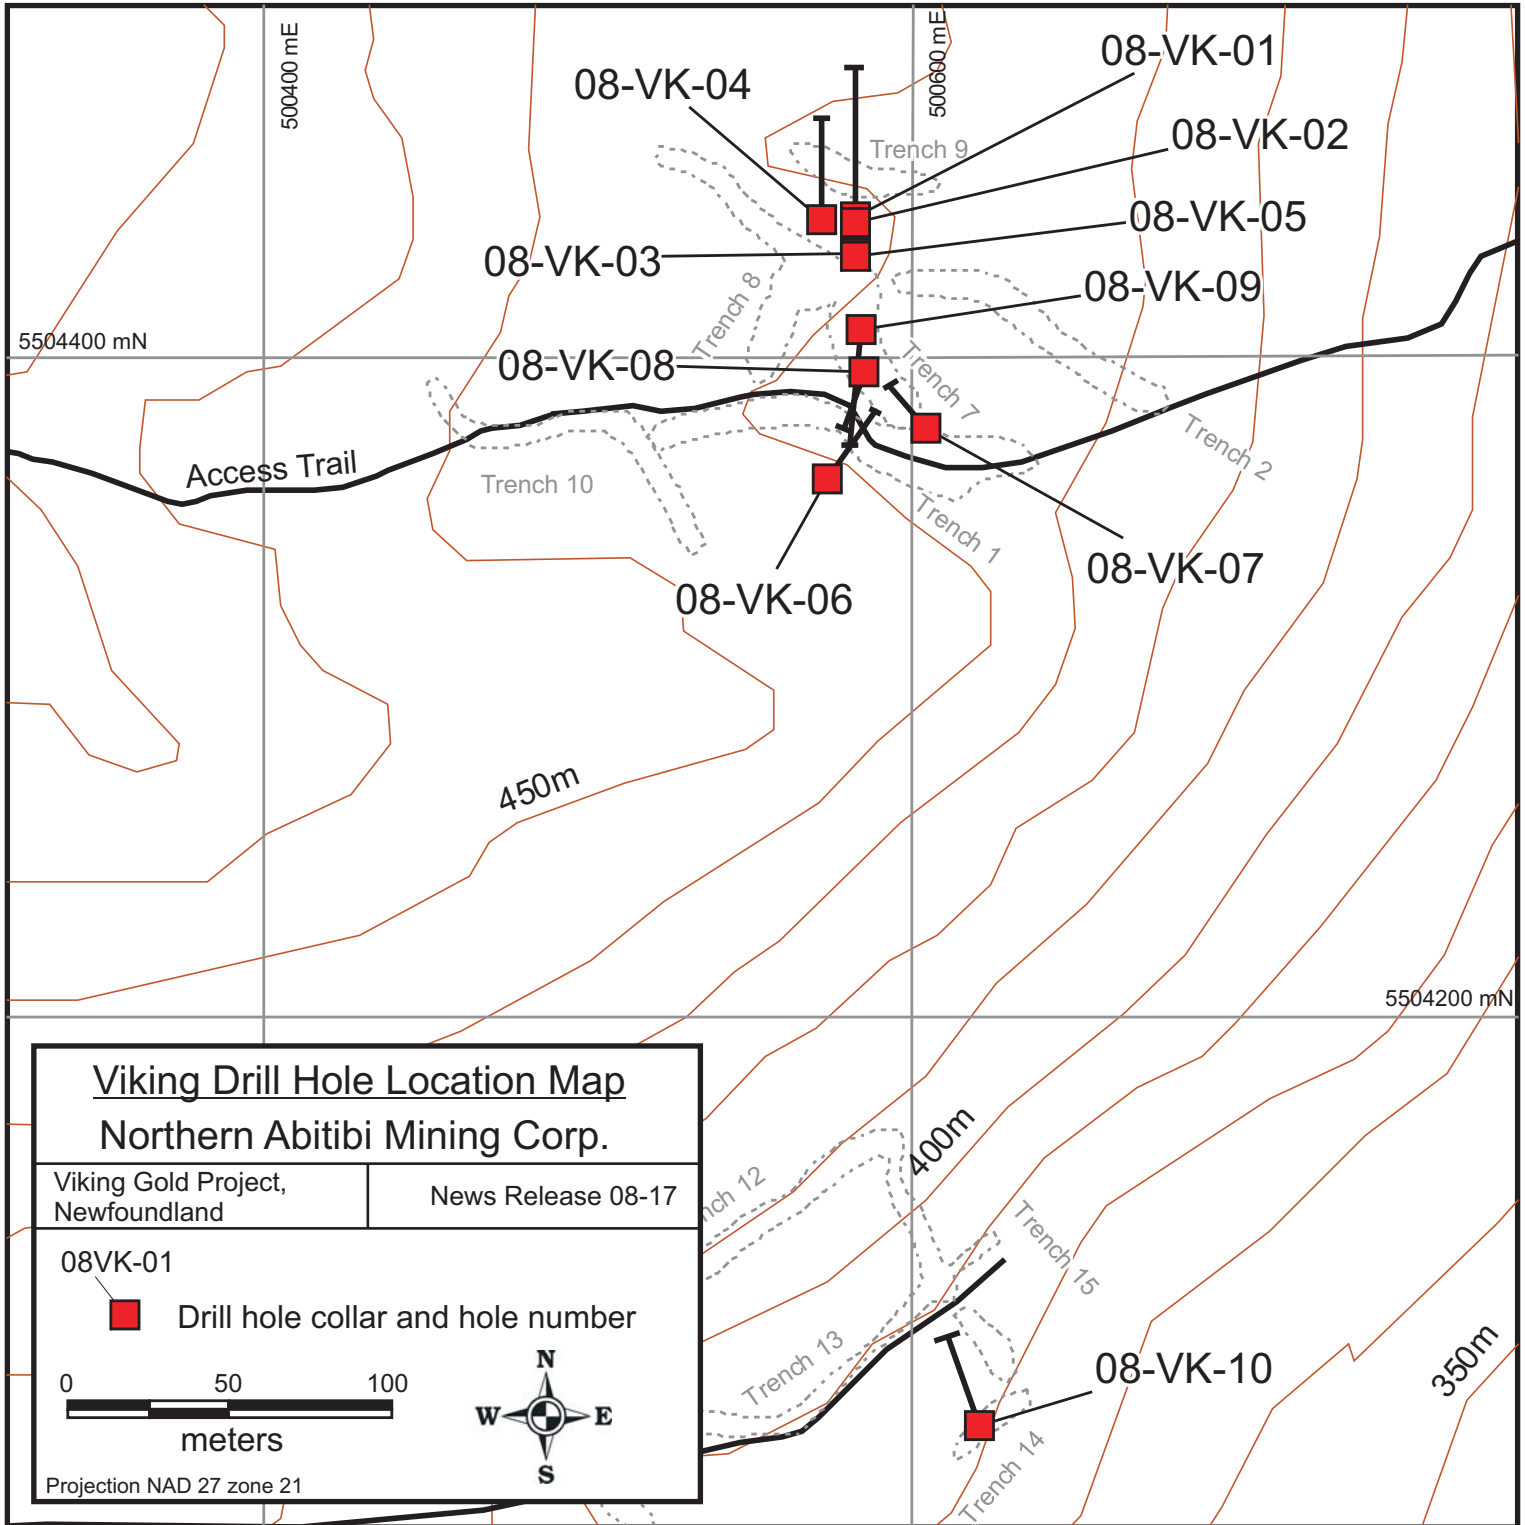 500400 mE
500600 mE
08-VK-01
08-VK-04
08-VK-02
Trench 9
08-VK-05
08-VK-03
08-VK-09
Trench 8
5504400 mN
08-VK-08
Trench 7
Trench 2
Access Trail
Trench 10
Trench 1
08-VK-07
08-VK-06
450m
5504200 mN
Viking Drill Hole Location Map
Northern Abitibi Mining Corp.
Viking Gold Project,
Newfoundland
News Release 08-17
08VK-01
Drill hole collar and hole number
0 50 100
meters
N
W E
S
Projection NAD 27 zone 21
400m
nch 12
Trench 15
Trench 13
08-VK-10
350m
Trench 14